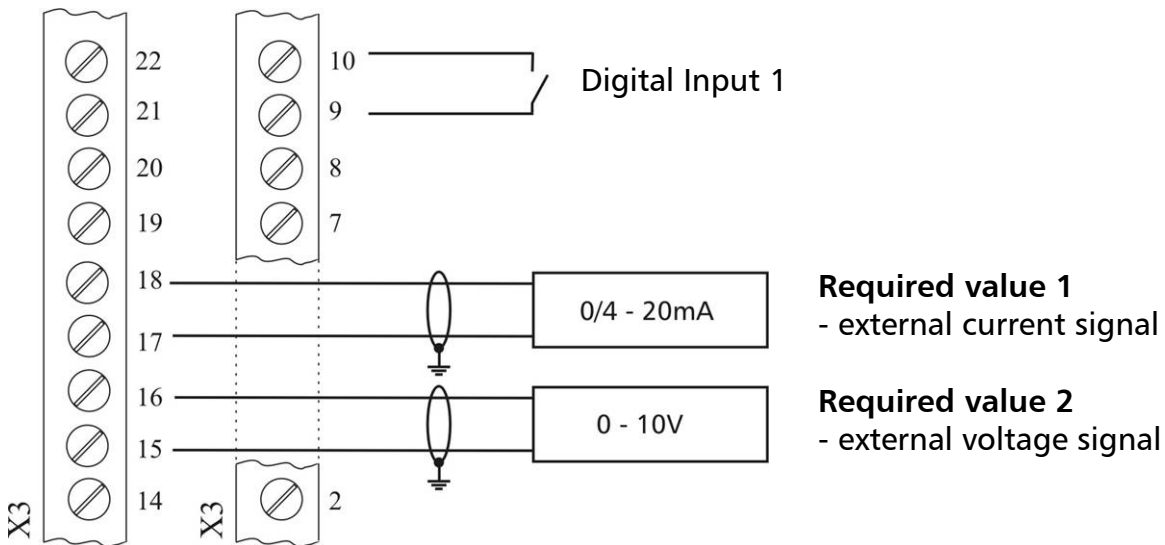 22
21
20
19
18
17
16
15
14
X3
10
9
8
7
2
X3
Digital Input 1
0/4 - 20mA
Required value 1
- external current signal
0 - 10V
Required value 2
- external voltage signal